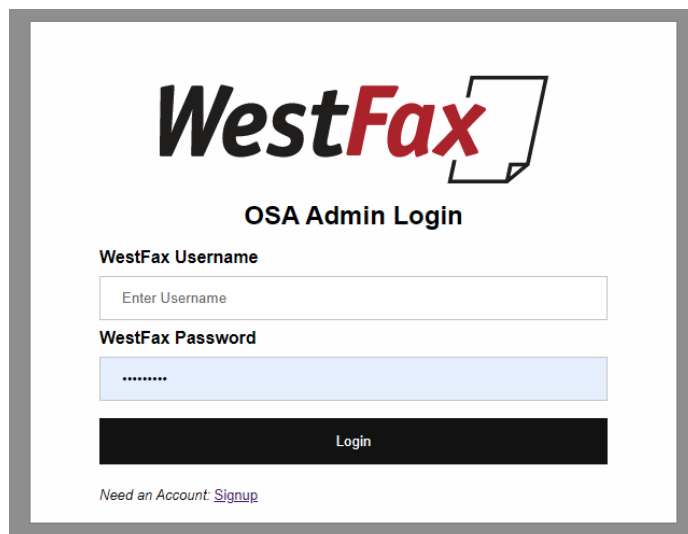 WestFax
OSA Admin Login
WestFax Username
Enter Username
WestFax Password
•••••••••
Login
Need an Account: Signup